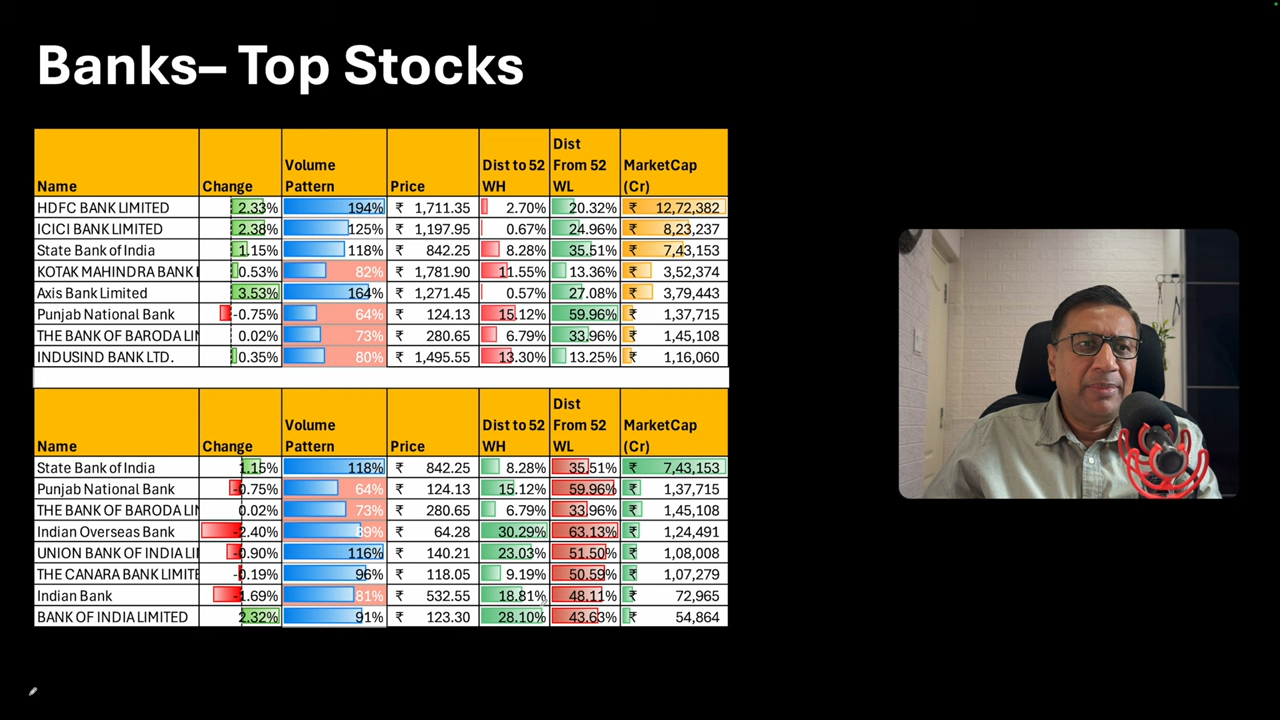 Banks– Top Stocks
Name Change Volume Pattern Price Dist to 52 WH Dist From 52 WL MarketCap (Cr)
HDFC BANK LIMITED 2.33% 194% ₹ 1,711.35 2.70% 20.32% ₹ 12,72,382
ICICI BANK LIMITED 2.38% 125% ₹ 1,197.95 0.67% 24.96% ₹ 8,23,237
State Bank of India 1.15% 118% ₹ 842.25 8.28% 35.51% ₹ 7,43,153
KOTAK MAHINDRA BANK 0.53% 82% ₹ 1,781.90 11.55% 13.36% ₹ 3,52,374
Axis Bank Limited 3.53% 164% ₹ 1,271.45 0.57% 27.08% ₹ 3,79,443
Punjab National Bank -0.75% 64% ₹ 124.13 15.12% 59.96% ₹ 1,37,715
THE BANK OF BARODA LIN 0.02% 73% ₹ 280.65 6.79% 33.96% ₹ 1,45,108
INDUSIND BANK LTD. 0.35% 80% ₹ 1,495.55 13.30% 13.25% ₹ 1,16,060
Name Change Volume Pattern Price Dist to 52 WH Dist From 52 WL MarketCap (Cr)
State Bank of India 1.15% 118% ₹ 842.25 8.28% 35.51% ₹ 7,43,153
Punjab National Bank -0.75% 64% ₹ 124.13 15.12% 59.96% ₹ 1,37,715
THE BANK OF BARODA LIN 0.02% 73% ₹ 280.65 6.79% 33.96% ₹ 1,45,108
Indian Overseas Bank -2.40% 89% ₹ 64.28 30.29% 63.13% ₹ 1,24,491
UNION BANK OF INDIA LI -0.90% 116% ₹ 140.21 23.03% 51.50% ₹ 1,08,008
THE CANARA BANK LIMITE -0.19% 96% ₹ 118.05 9.19% 50.59% ₹ 1,07,279
Indian Bank -1.69% 81% ₹ 532.55 18.81% 48.11% ₹ 72,965
BANK OF INDIA LIMITED 2.32% 91% ₹ 123.30 28.10% 43.63% ₹ 54,864